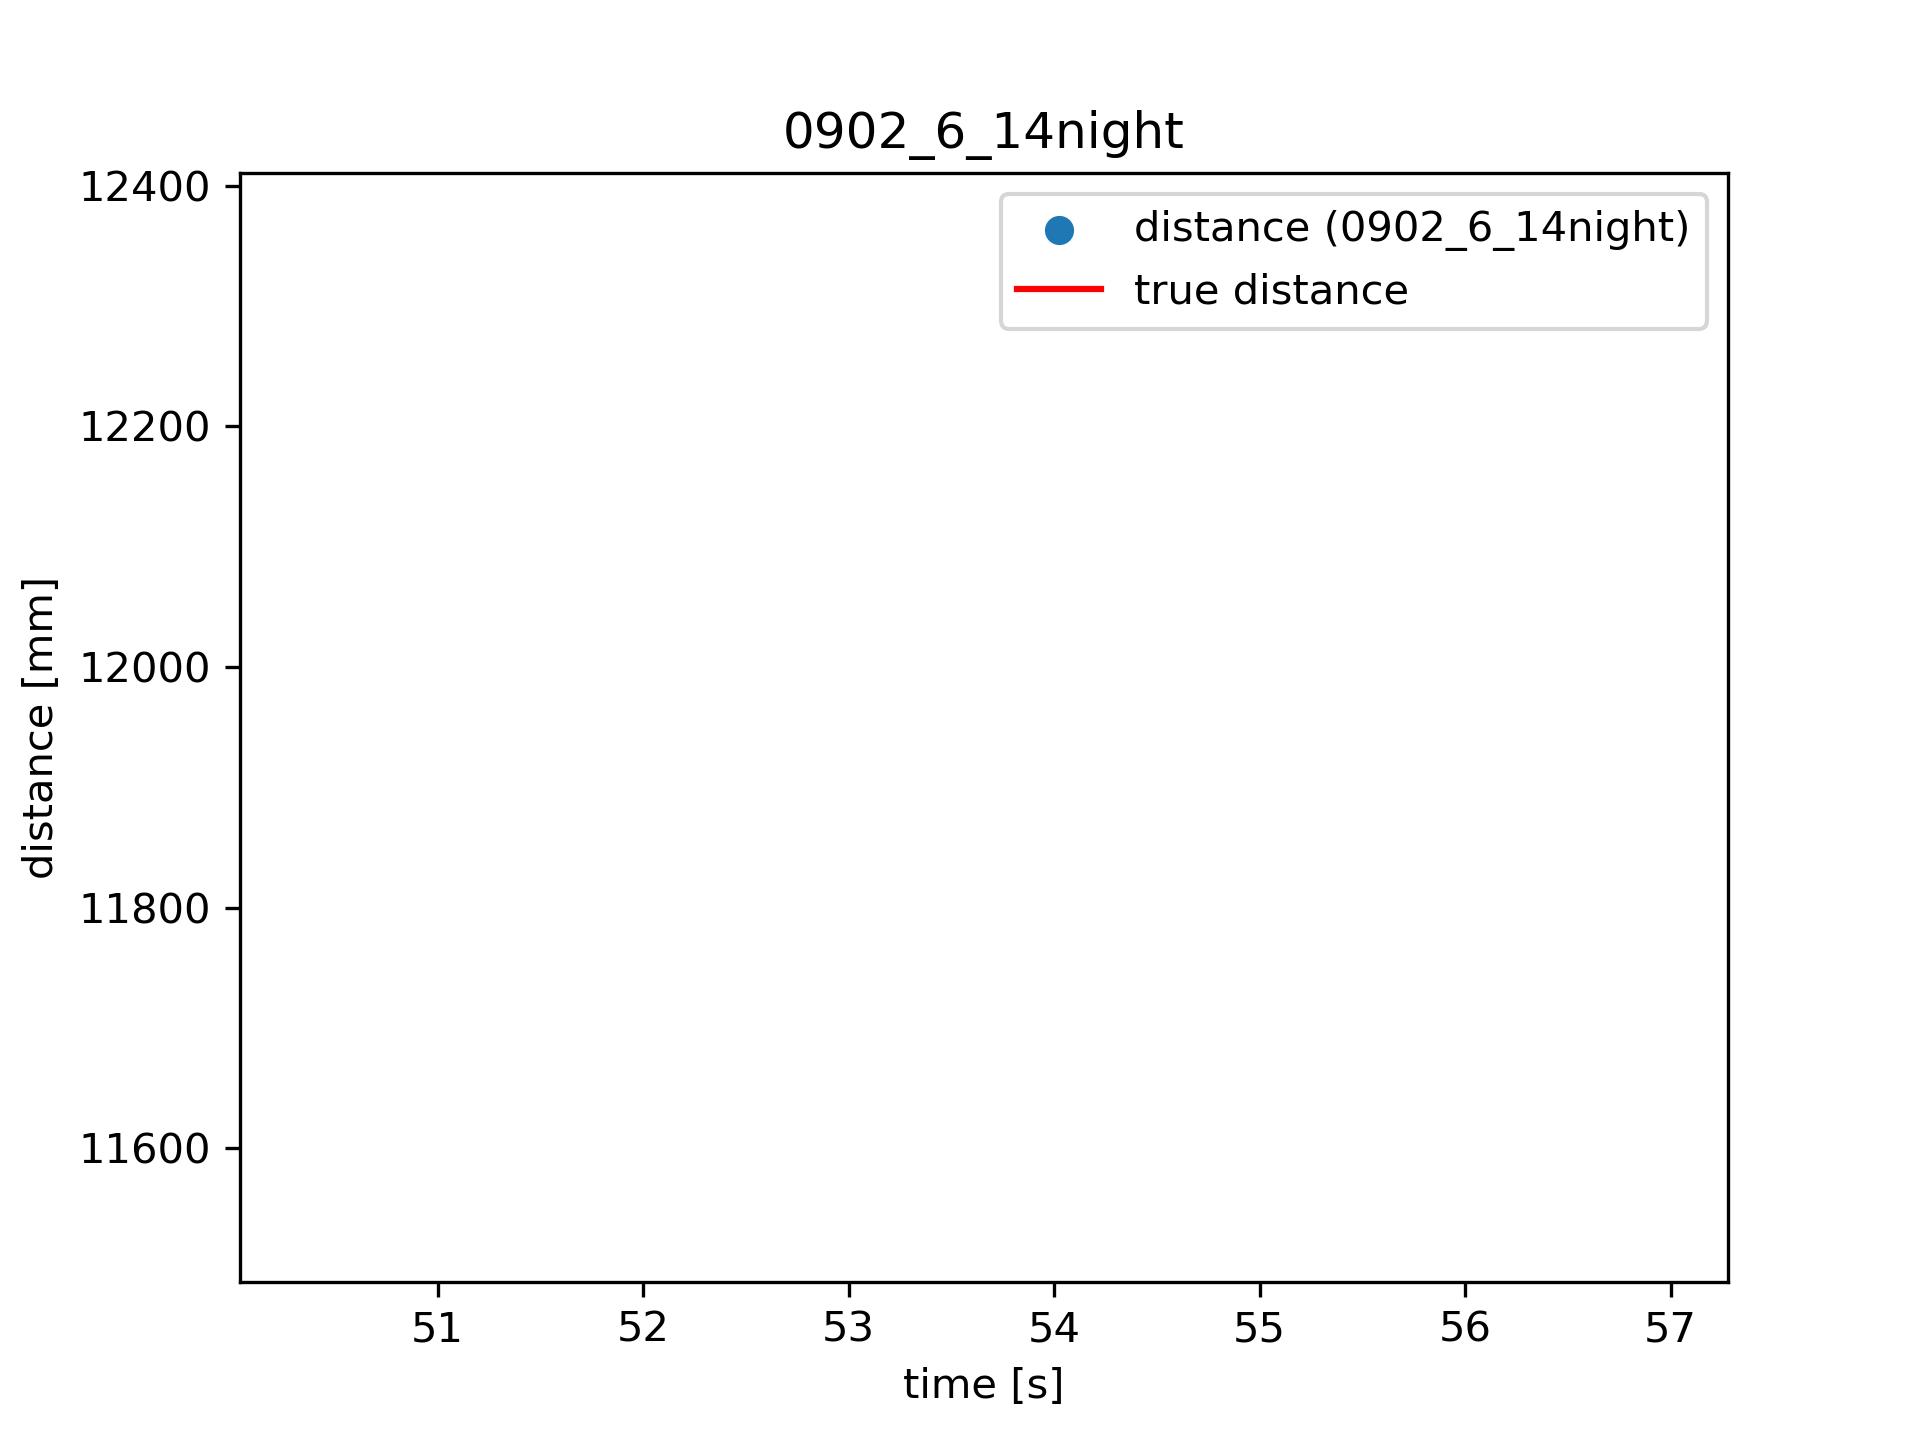 0902_6_14night
distance (0902_6_14night)
true distance
12400
12200
12000
11800
11600
distance [mm]
51 52 53 54 55 56 57
time [s]